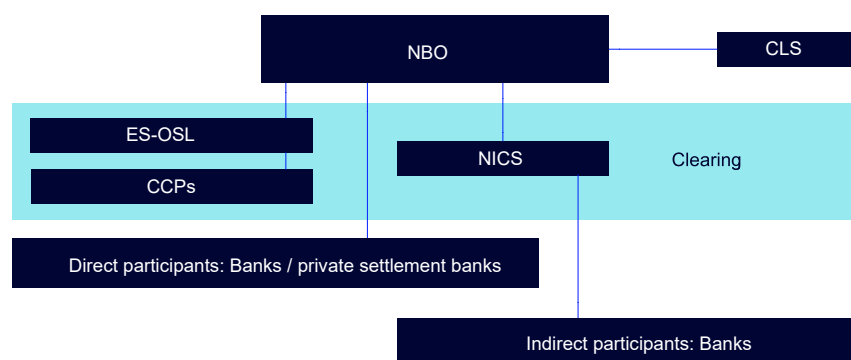 NBO
CLS
ES-OSL
NICS
Clearing
CCPs
Direct participants: Banks / private settlement banks
Indirect participants: Banks